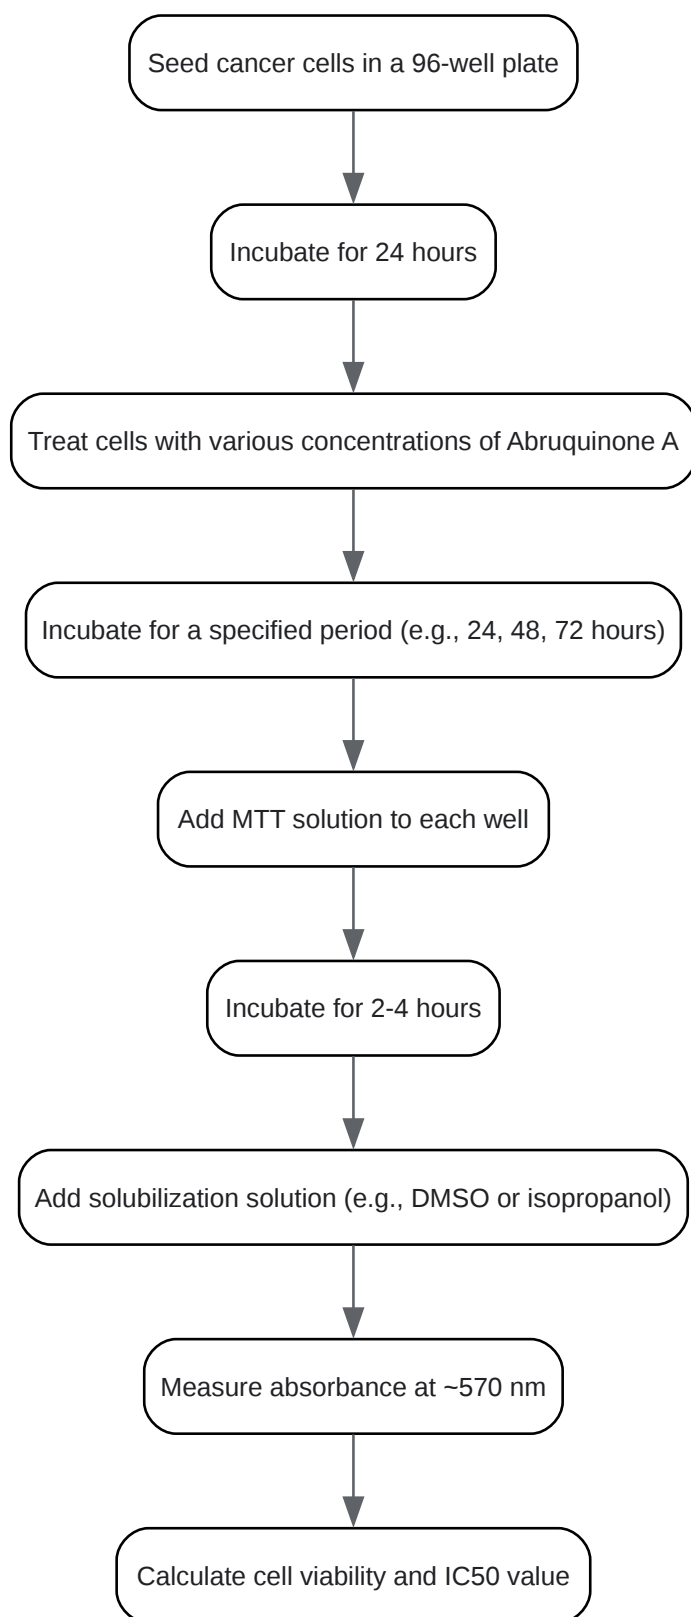 Seed cancer cells in a 96-well plate
Incubate for 24 hours
Treat cells with various concentrations of Abruquinone A
Incubate for a specified period (e.g., 24, 48, 72 hours)
Add MTT solution to each well
Incubate for 2-4 hours
Add solubilization solution (e.g., DMSO or isopropanol)
Measure absorbance at ~570 nm
Calculate cell viability and IC50 value